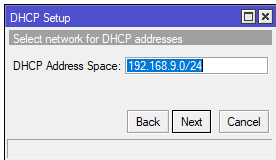 DHCP Setup
Select network for DHCP addresses
DHCP Address Space: 192.168.9.0/24
Back Next Cancel